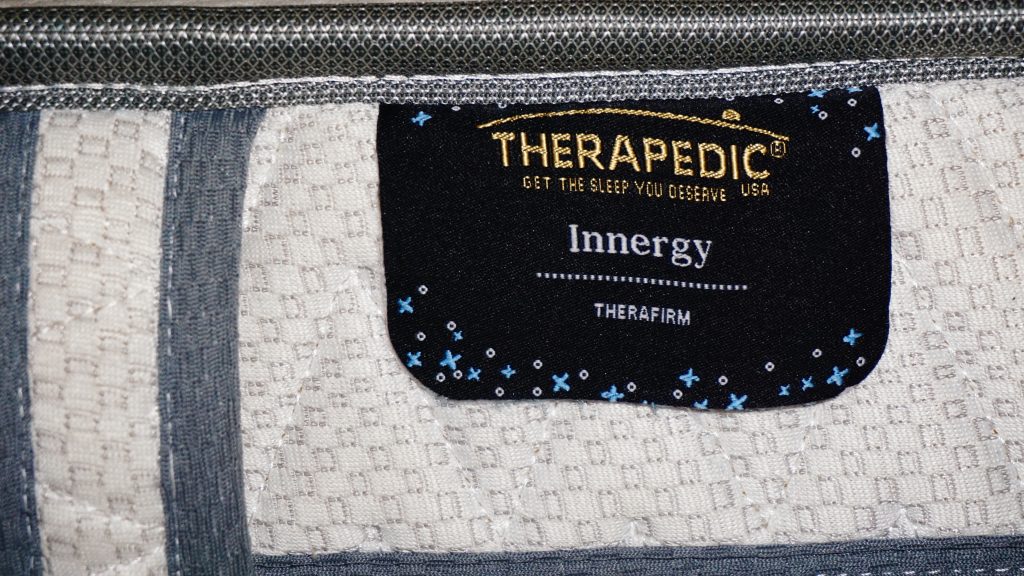 THERAPEDIC®
GET THE SLEEP YOU DESERVE USA
Innergy
THERAFIRM